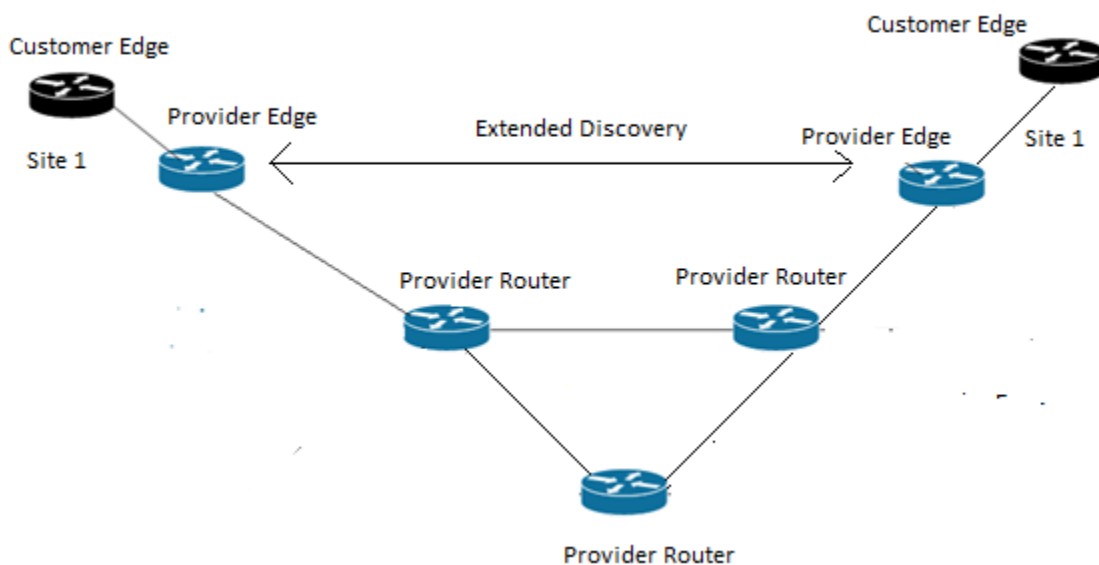 Customer Edge
Customer Edge
Provider Edge
Extended Discovery
Provider Edge
Site 1
Site 1
Provider Router
Provider Router
Provider Router